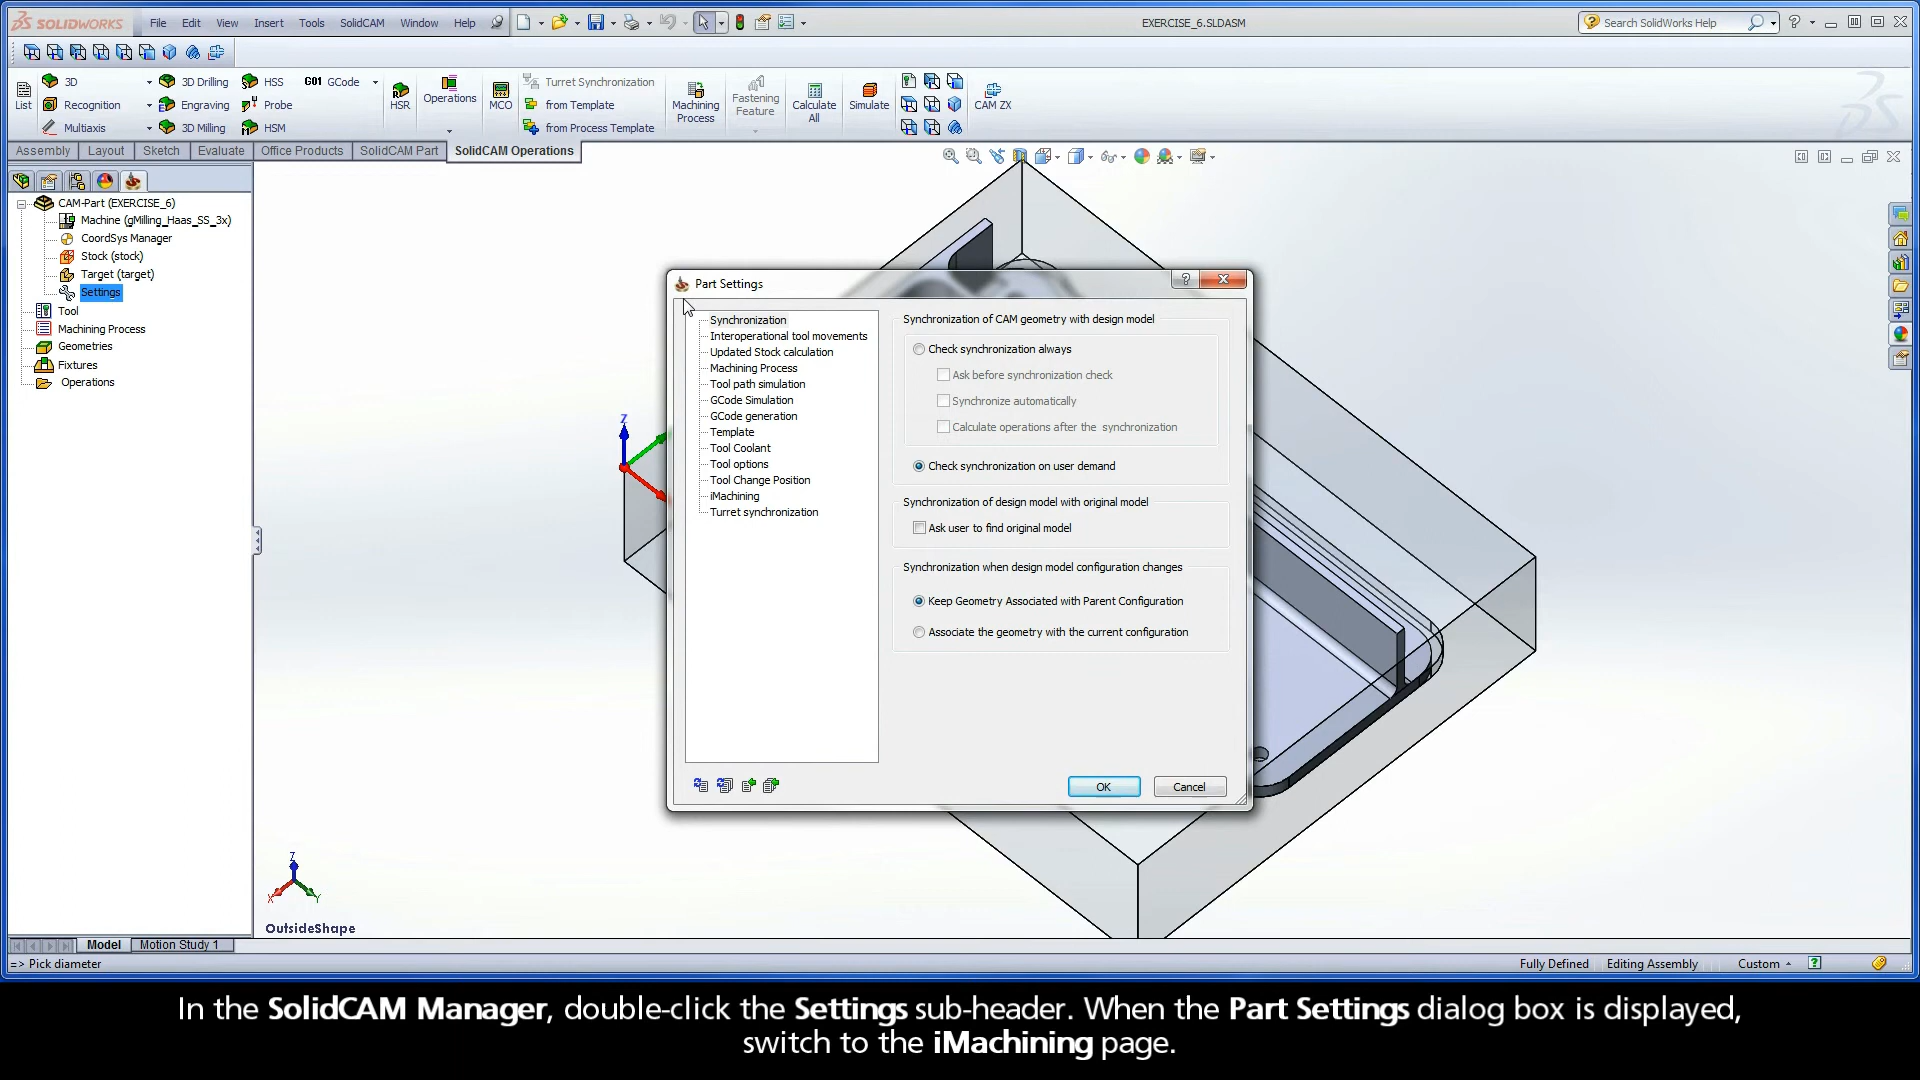 SOLIDWORKS File Edit View Insert Tools SolidCAM Window Help EXERCISE_6.SLDASM Search SolidWorks Help
3D 3D Drilling HSS G01 GCode Turret Synchronization
List Recognition Engraving Probe HSR Operations MCO from Template Machining Process Fastening Feature Calculate All Simulate CAM ZX
Multiaxis 3D Milling HSM from Process Template
Assembly Layout Sketch Evaluate Office Products SolidCAM Part SolidCAM Operations
CAM-Part (EXERCISE_6)
Machine (gMilling_Haas_SS_3x)
CoordSys Manager
Stock (stock)
Target (target)
Settings
Tool
Machining Process
Geometries
Fixtures
Operations
Part Settings
Synchronization
Interoperational tool movements
Updated Stock calculation
Machining Process
Tool path simulation
GCode Simulation
GCode generation
Template
Tool Coolant
Tool options
Tool Change Position
iMachining
Turret synchronization
Synchronization of CAM geometry with design model
Check synchronization always
Ask before synchronization check
Synchronize automatically
Calculate operations after the synchronization
Check synchronization on user demand
Synchronization of design model with original model
Ask user to find original model
Synchronization when design model configuration changes
Keep Geometry Associated with Parent Configuration
Associate the geometry with the current configuration
OK Cancel
Z
Z
X Y
OutsideShape
Model Motion Study 1
=> Pick diameter Fully Defined Editing Assembly Custom
In the SolidCAM Manager, double-click the Settings sub-header. When the Part Settings dialog box is displayed,
switch to the iMachining page.